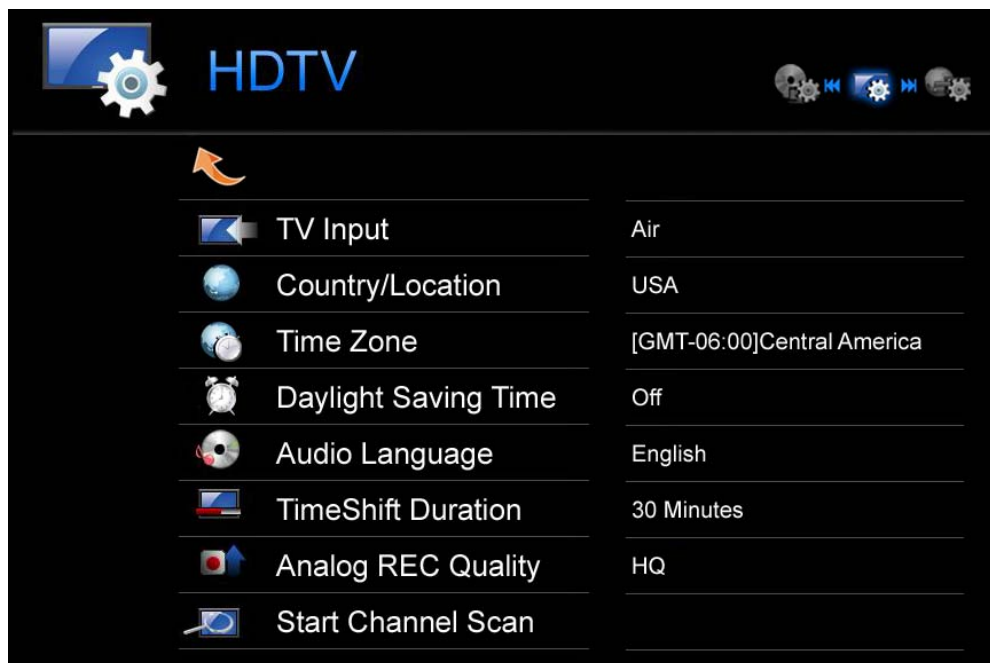 HDTV
TV Input Air
Country/Location USA
Time Zone [GMT-06:00]Central America
Daylight Saving Time Off
Audio Language English
TimeShift Duration 30 Minutes
Analog REC Quality HQ
Start Channel Scan